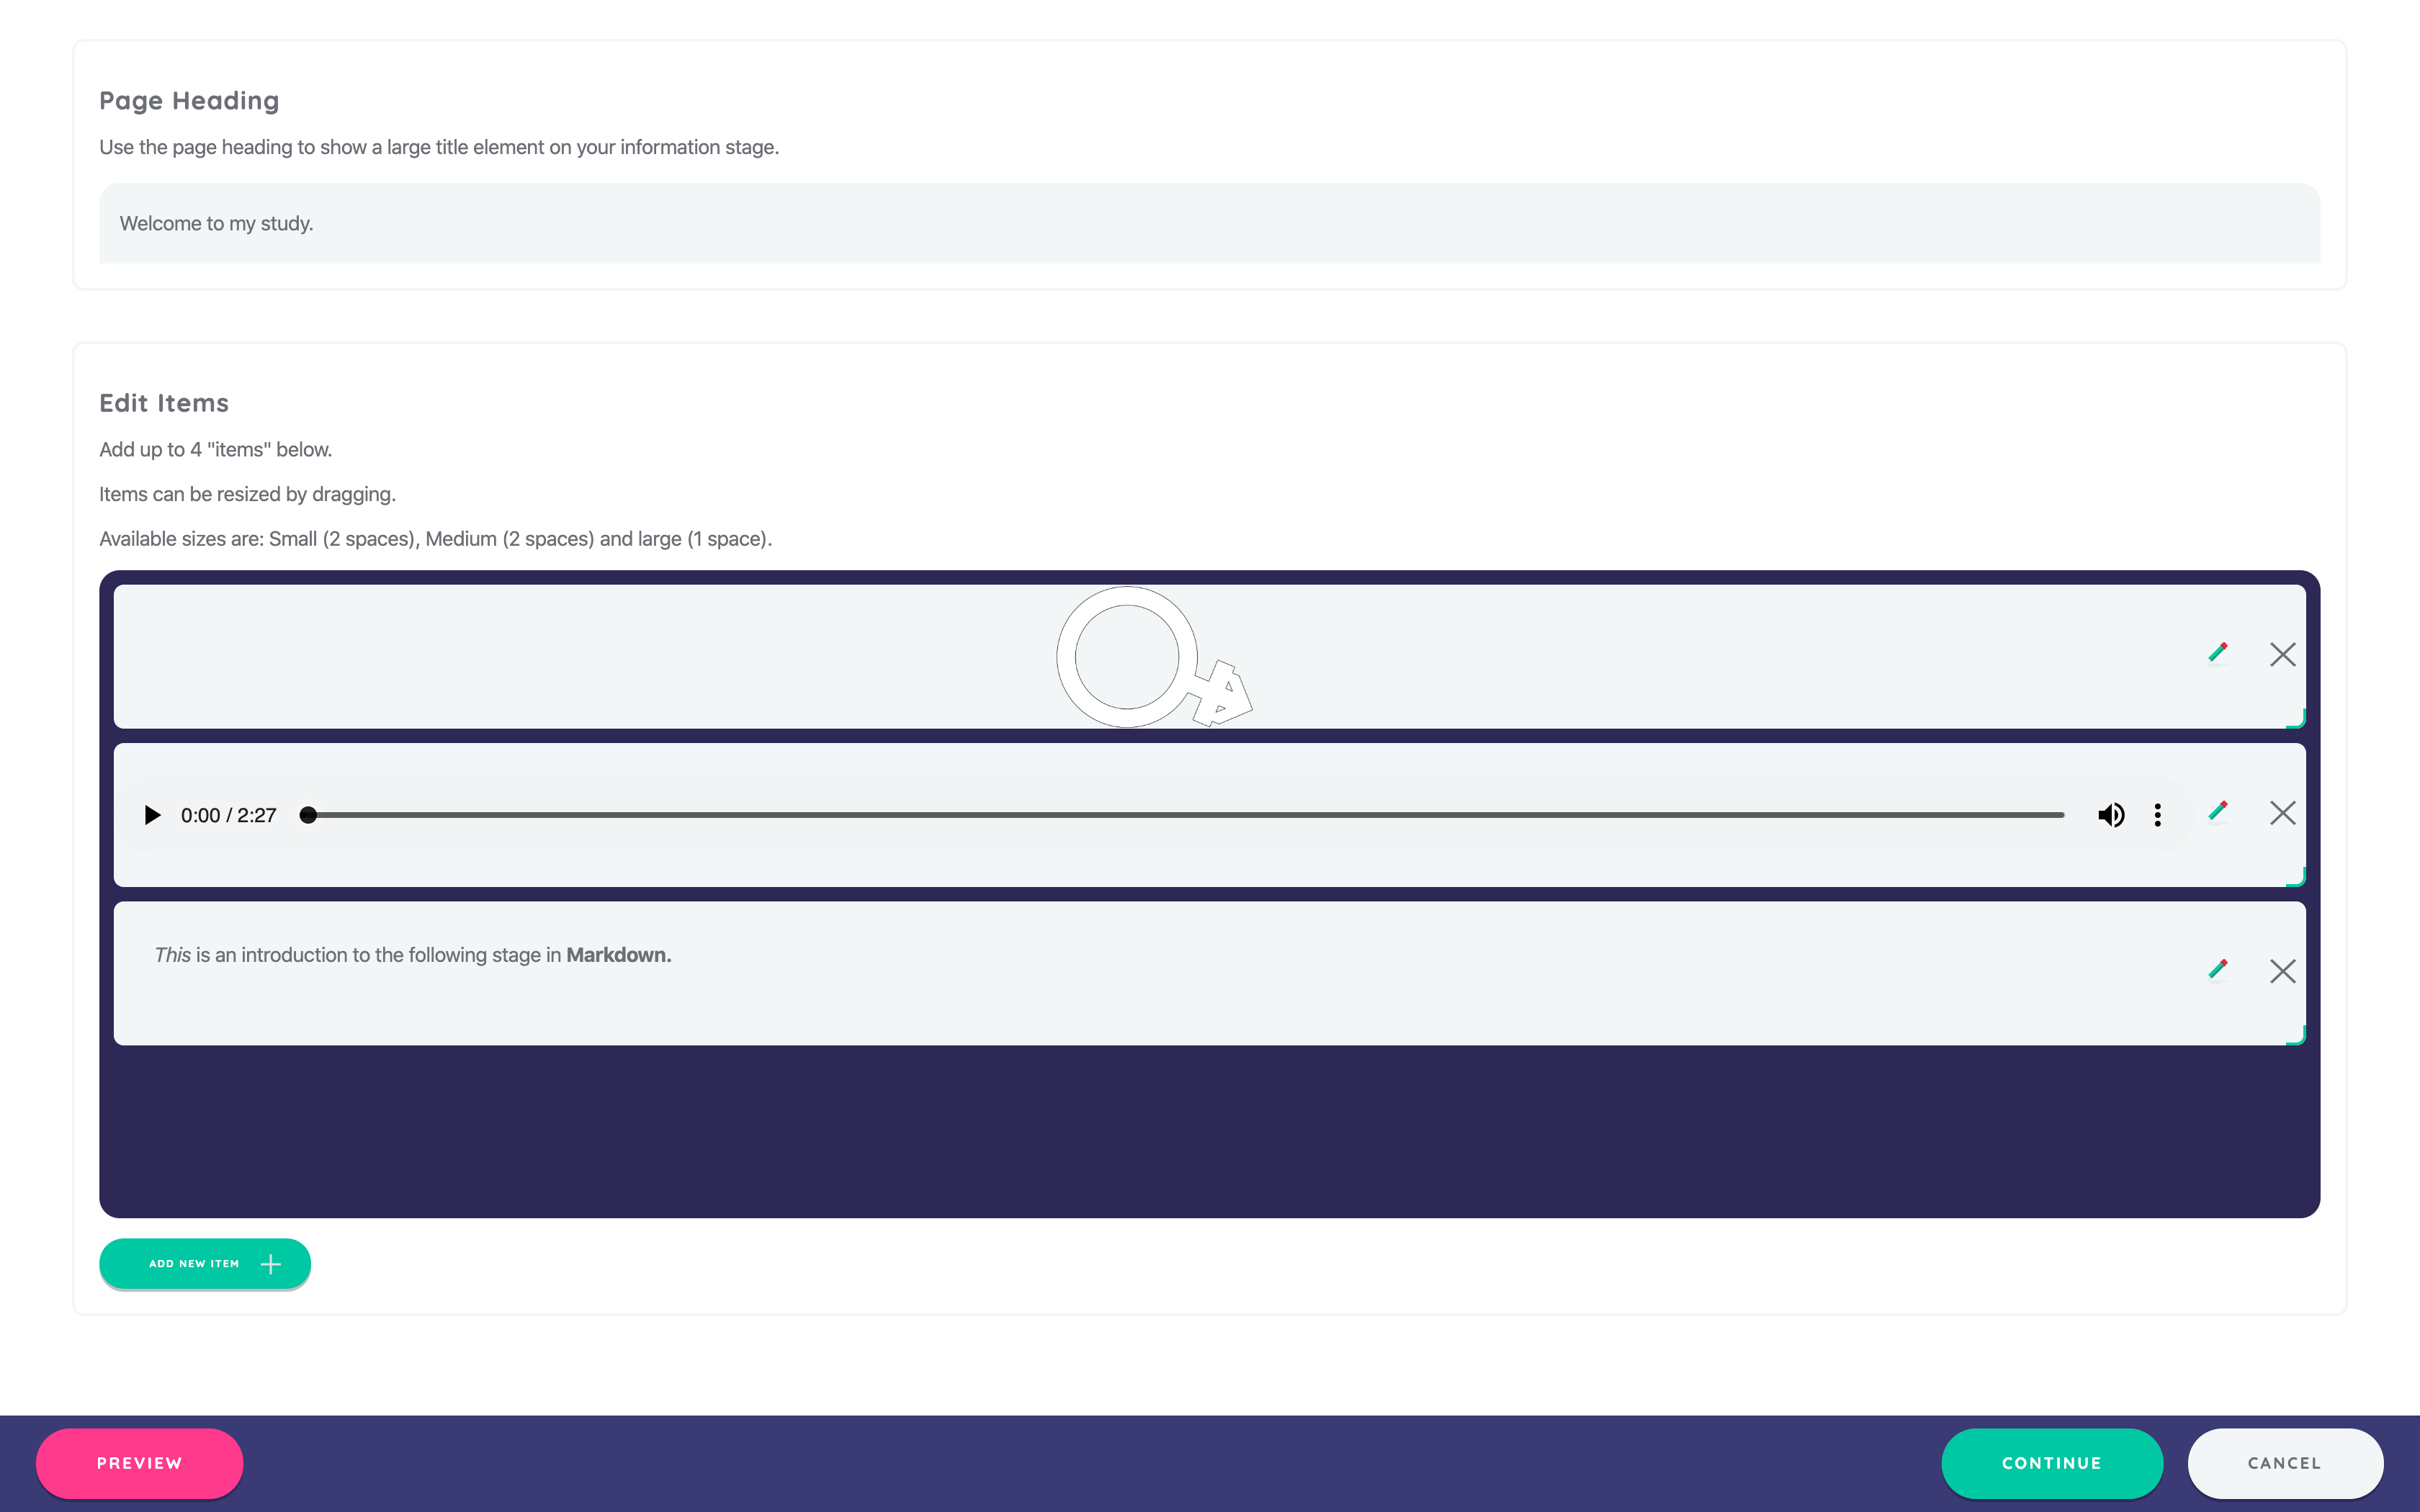 Page Heading
Use the page heading to show a large title element on your information stage.
Welcome to my study.
Edit Items
Add up to 4 "items" below.
Items can be resized by dragging.
Available sizes are: Small (2 spaces), Medium (2 spaces) and large (1 space).
0:00 / 2:27
This is an introduction to the following stage in Markdown.
ADD NEW ITEM
PREVIEW
CONTINUE
CANCEL